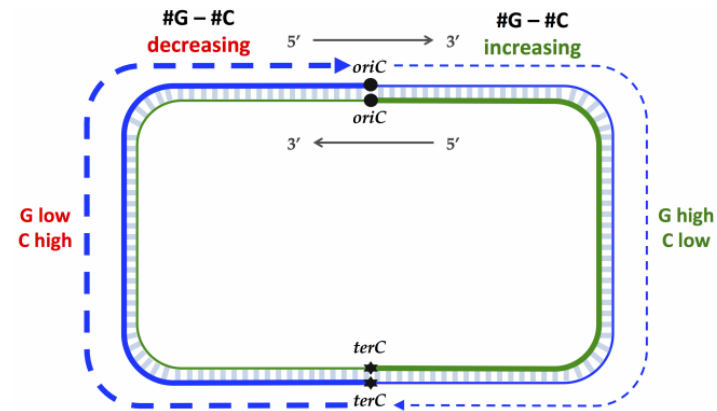 #G – #C
decreasing
5′
3′
#G – #C
increasing
oriC
oriC
3′
5′
G low
C high
G high
C low
terC
terC